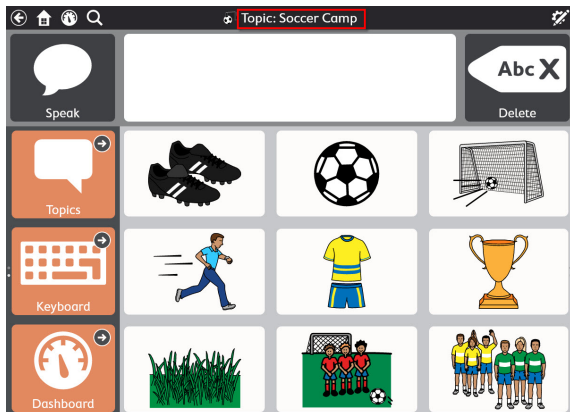 Topic: Soccer Camp
Speak
Abc X
Delete
Topics
Keyboard
Dashboard